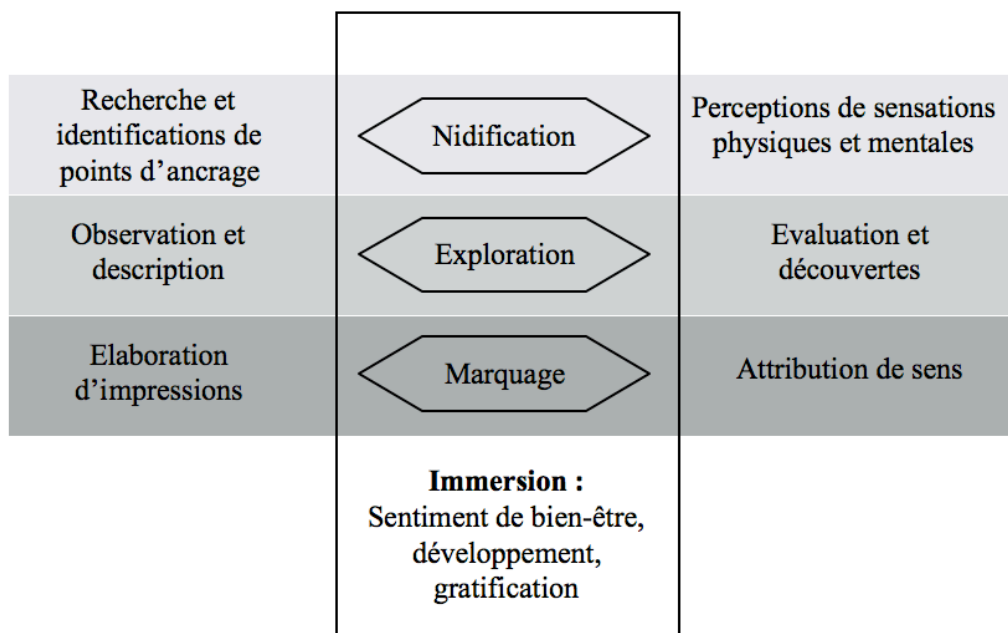 Recherche et
identifications de
points d’ancrage
Nidification
Perceptions de sensations
physiques et mentales
Observation et
description
Exploration
Evaluation et
découvertes
Elaboration
d’impressions
Marquage
Attribution de sens
Immersion :
Sentiment de bien-être,
développement,
gratification